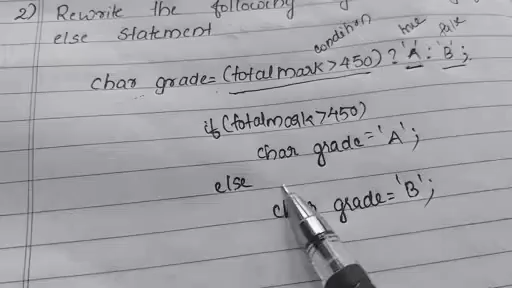 2) Rewrite the following
else statement
condition true false
char grade=(totalmark>450)?'A':'B';
if(totalmark>450)
char grade='A';
else
grade='B';